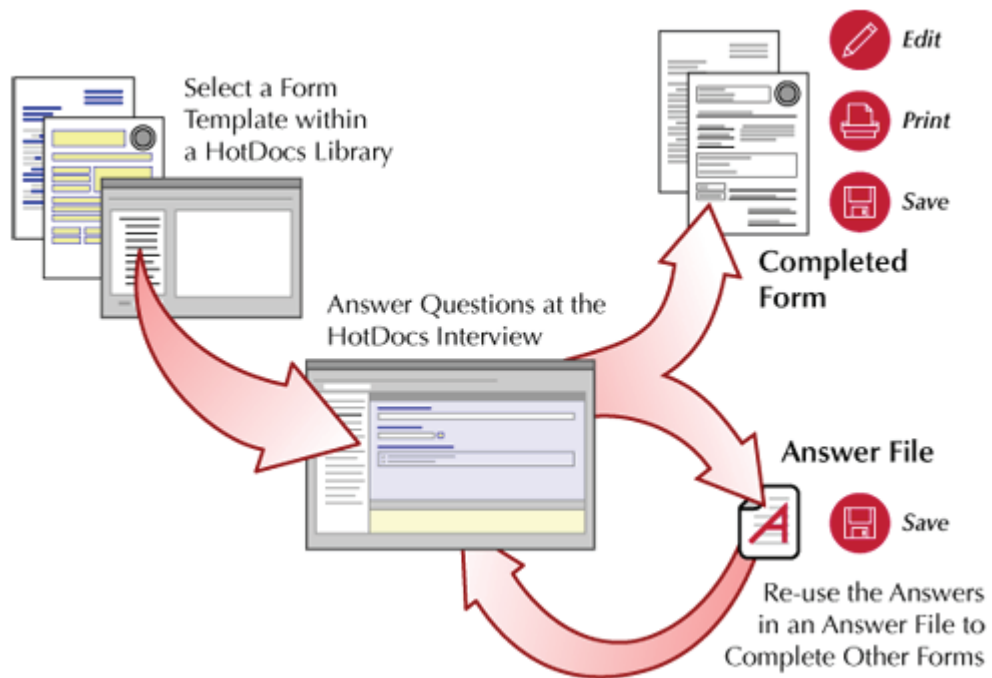 Select a Form
Template within
a HotDocs Library
Answer Questions at the
HotDocs Interview
Edit
Print
Save
Completed
Form
Answer File
Save
Re-use the Answers
in an Answer File to
Complete Other Forms